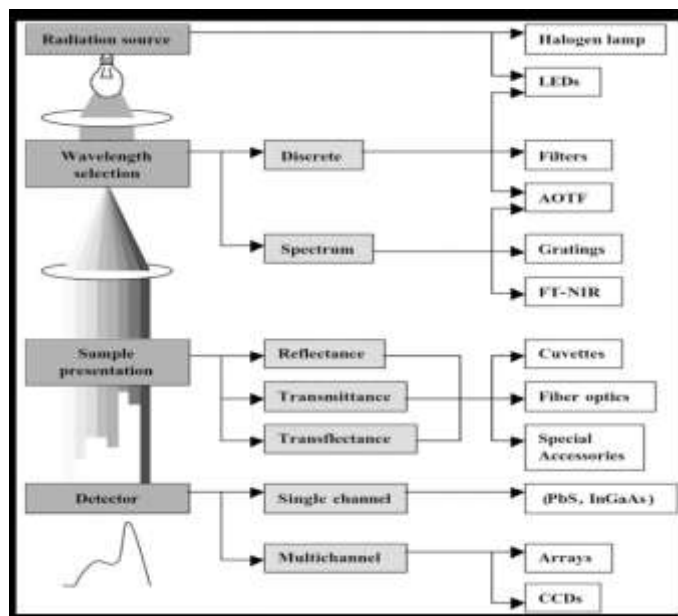 Radiation source
Halogen lamp
LEDs
Wavelength
selection
Discrete
Filters
AOTF
Spectrum
Gratings
FT-NIR
Sample
presentation
Reflectance
Cuvettes
Transmittance
Fiber optics
Transflectance
Special
Accessories
Detector
Single channel
(PbS, InGaAs)
Multichannel
Arrays
CCDs